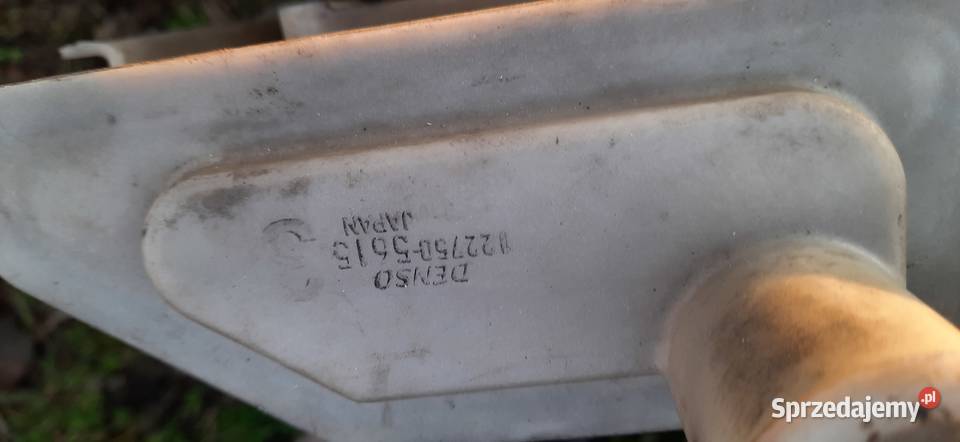 DENSO
122750-5615
JAPAN
Sprzedajemy.pl